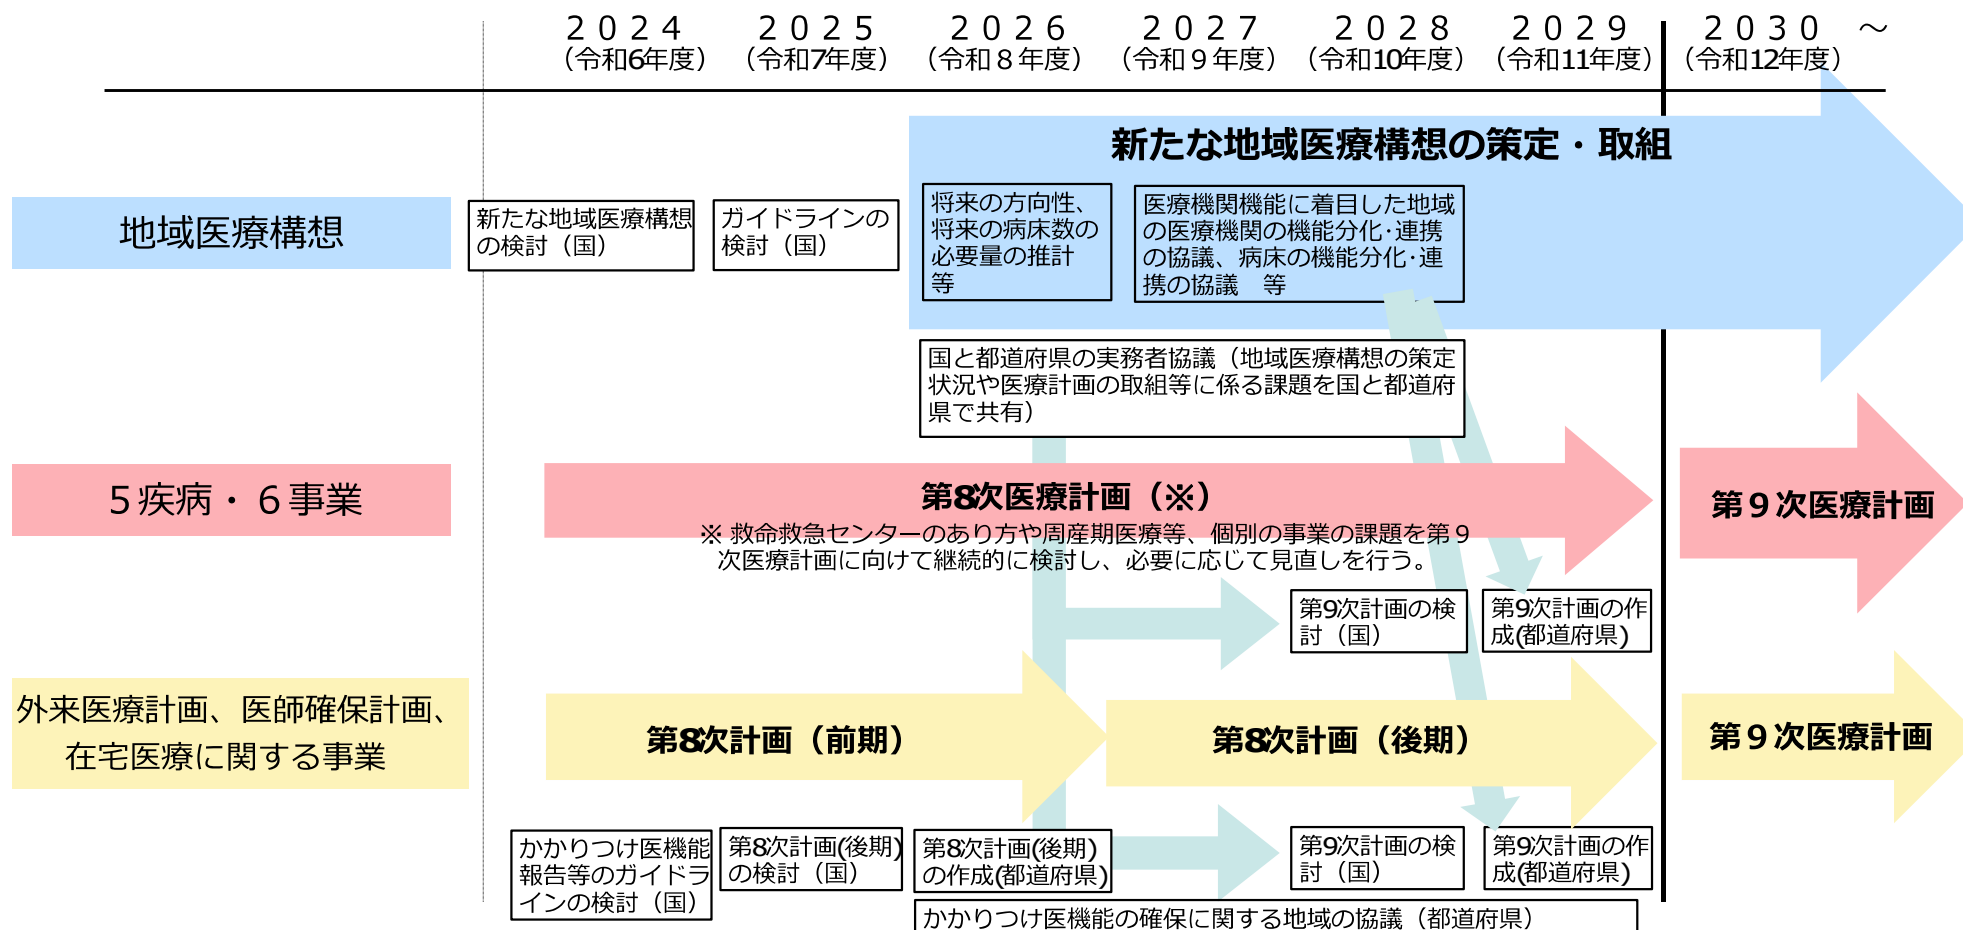 ２０２４ ２０２５ ２０２６ ２０２７ ２０２８ ２０２９ ２０３０ ～
（令和6年度） （令和7年度） （令和８年度） （令和９年度） （令和10年度） （令和11年度） （令和12年度）
新たな地域医療構想の策定・取組
地域医療構想
新たな地域医療構想
の検討（国）
ガイドラインの
検討（国）
将来の方向性、
将来の病床数の
必要量の推計
等
医療機関機能に着目した地域
の医療機関の機能分化･連携
の協議、病床の機能分化･連
携の協議　等
国と都道府県の実務者協議（地域医療構想の策定
状況や医療計画の取組等に係る課題を国と都道府
県で共有）
５疾病・６事業
第8次医療計画（※）
※ 救命救急センターのあり方や周産期医療等、個別の事業の課題を第９
次医療計画に向けて継続的に検討し、必要に応じて見直しを行う。
第９次医療計画
第9次計画の検
討（国）
第9次計画の作
成(都道府県)
外来医療計画、医師確保計画、
在宅医療に関する事業
第8次計画（前期）
第8次計画（後期）
第９次医療計画
かかりつけ医機能
報告等のガイドラ
インの検討（国）
第8次計画(後期)
の検討（国）
第8次計画(後期)
の作成(都道府県)
第9次計画の検
討（国）
第9次計画の作
成(都道府県)
かかりつけ医機能の確保に関する地域の協議（都道府県）